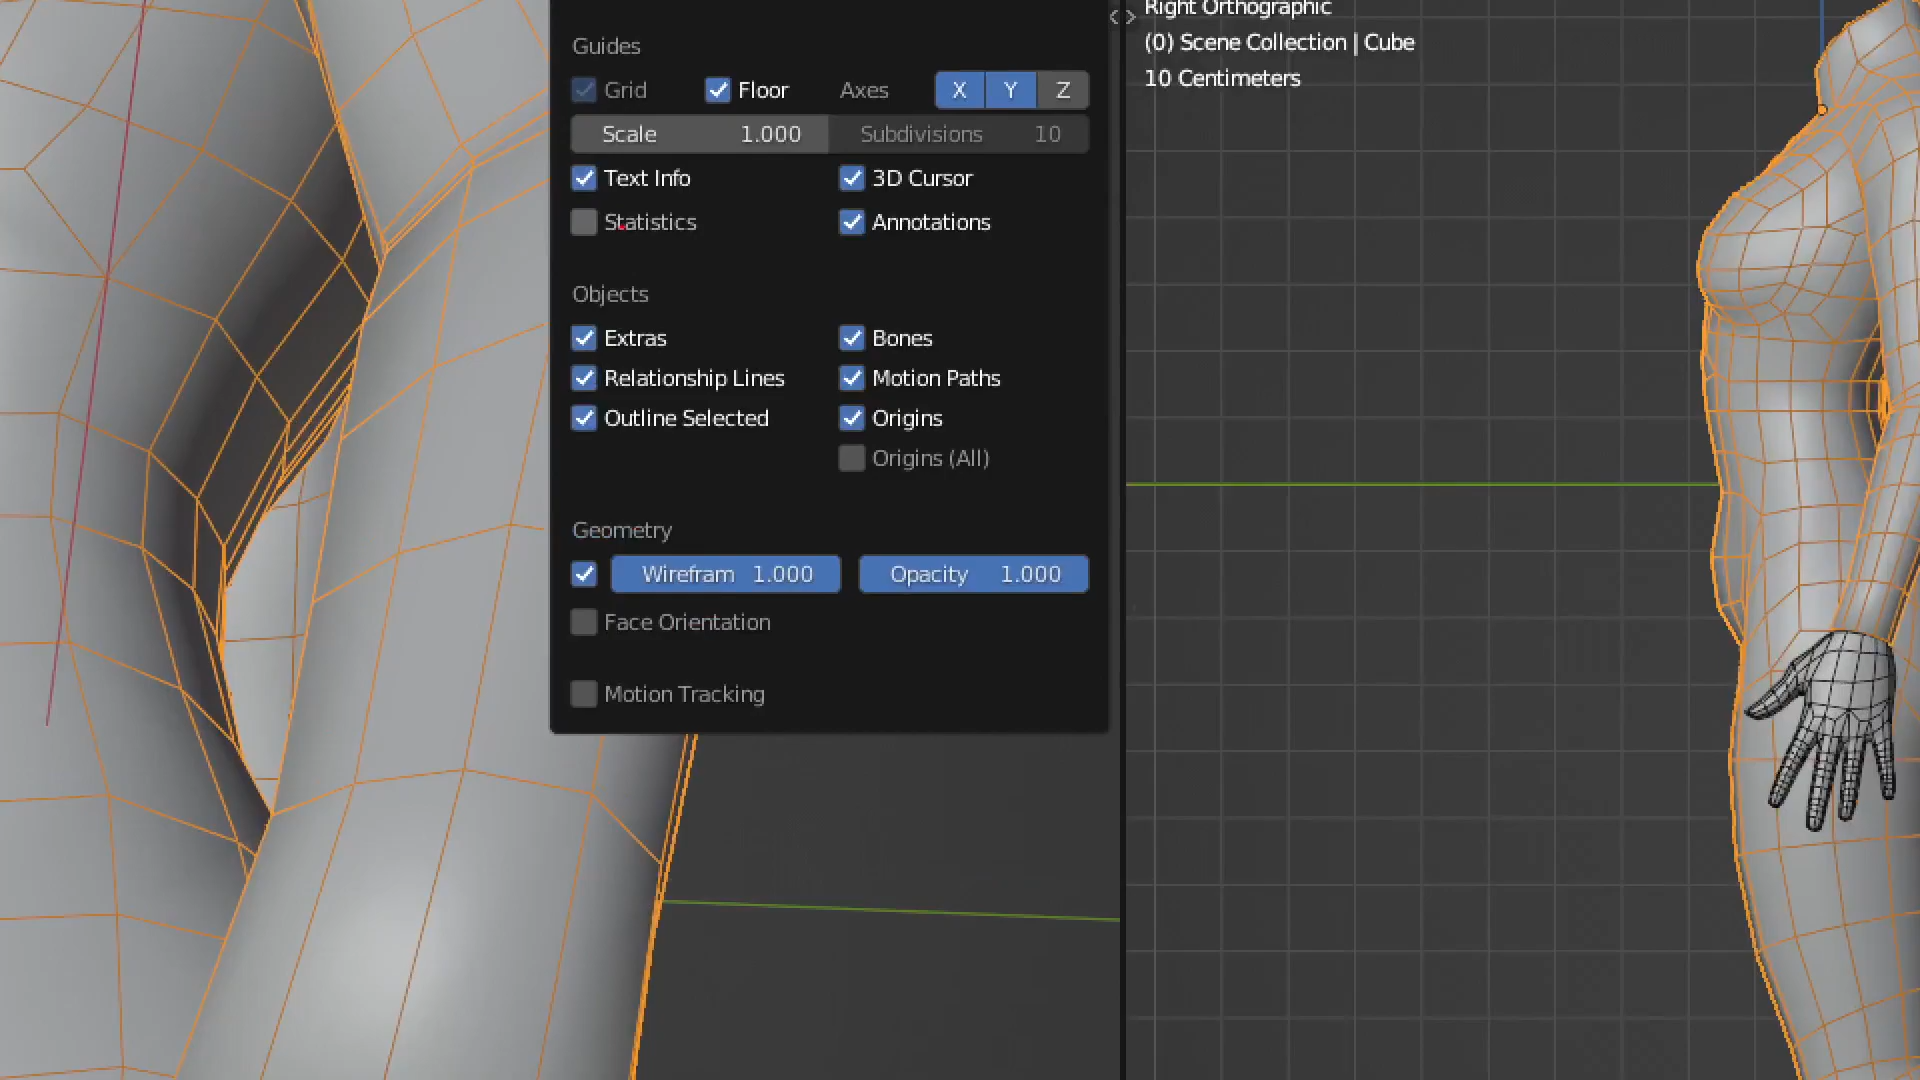 Guides
Grid Floor Axes X Y Z
Scale 1.000 Subdivisions 10
Text Info 3D Cursor
Statistics Annotations
Objects
Extras Bones
Relationship Lines Motion Paths
Outline Selected Origins
Origins (All)
Geometry
Wirefram 1.000 Opacity 1.000
Face Orientation
Motion Tracking
Right Orthographic
(0) Scene Collection | Cube
10 Centimeters